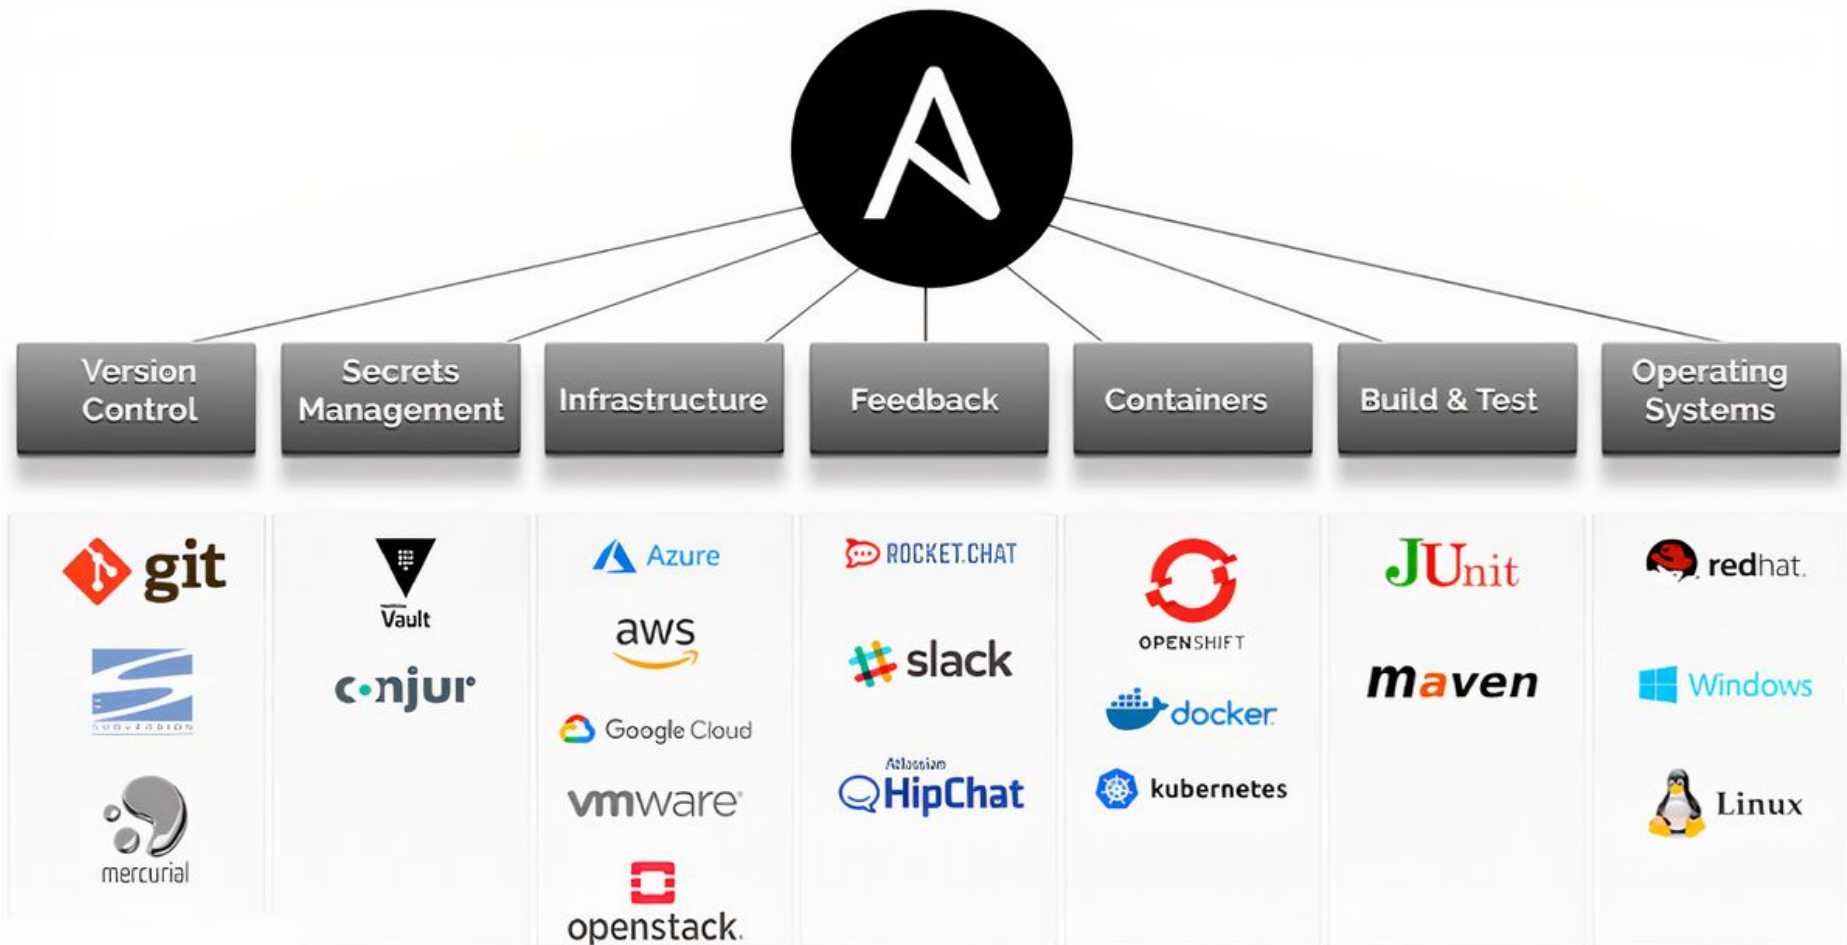 Version
Control
Secrets
Management
Infrastructure
Feedback
Containers
Build & Test
Operating
Systems
git
SUBVERSION
mercurial
Vault
conjur
Azure
aws
Google Cloud
vmware
openstack.
ROCKET.CHAT
slack
Atlassian
HipChat
OPENSHIFT
docker
kubernetes
JUnit
maven
redhat.
Windows
Linux